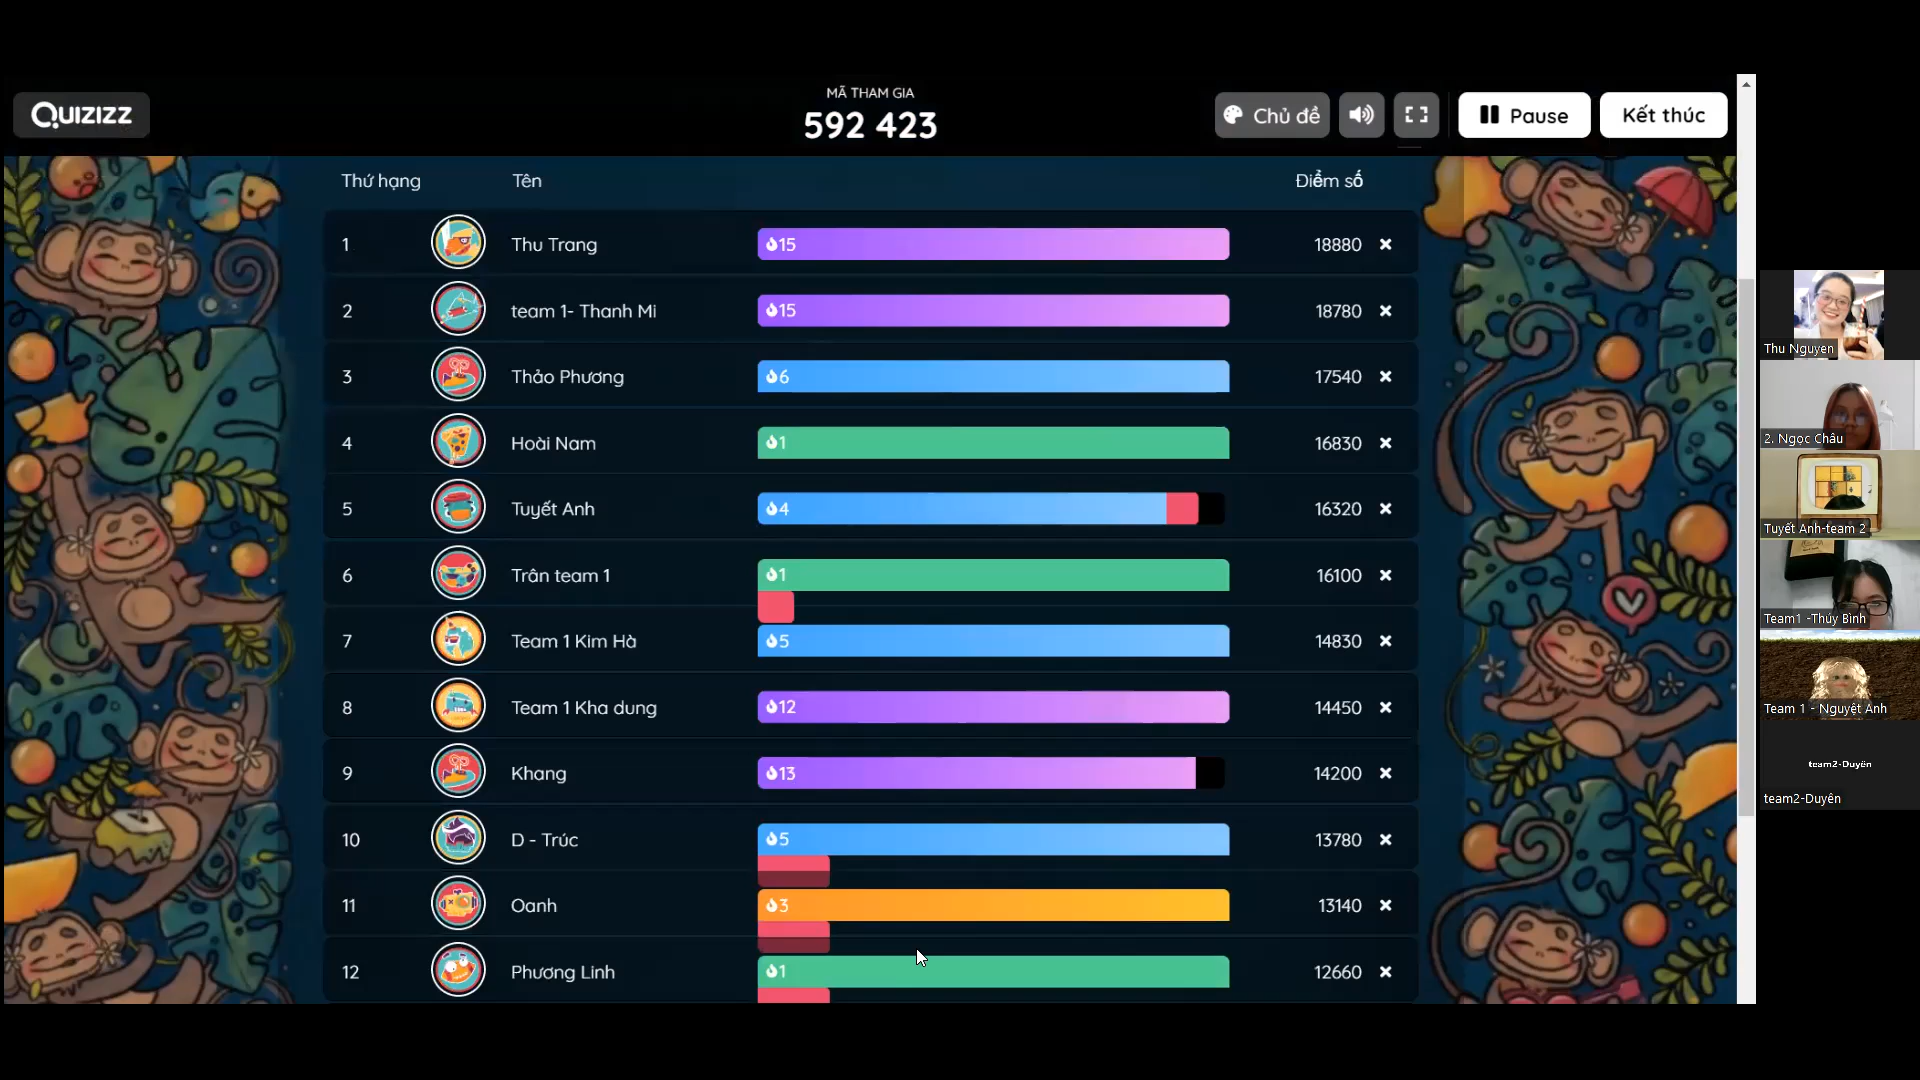 Quizizz
MÃ THAM GIA
592 423
Chủ đề
Pause
Kết thúc
Thứ hạng Tên Điểm số
1 Thu Trang 15 18880
2 team 1- Thanh Mi 15 18780
3 Thảo Phương 6 17540
4 Hoài Nam 1 16830
5 Tuyết Anh 4 16320
6 Trân team 1 1 16100
7 Team 1 Kim Hà 5 14830
8 Team 1 Kha dung 12 14450
9 Khang 13 14200
10 D - Trúc 5 13780
11 Oanh 3 13140
12 Phương Linh 1 12660
Thu Nguyen
2. Ngọc Châu
Tuyết Anh-team 2
Team1 -Thúy Bình
Team 1 - Nguyệt Anh
team2-Duyên
team2-Duyên